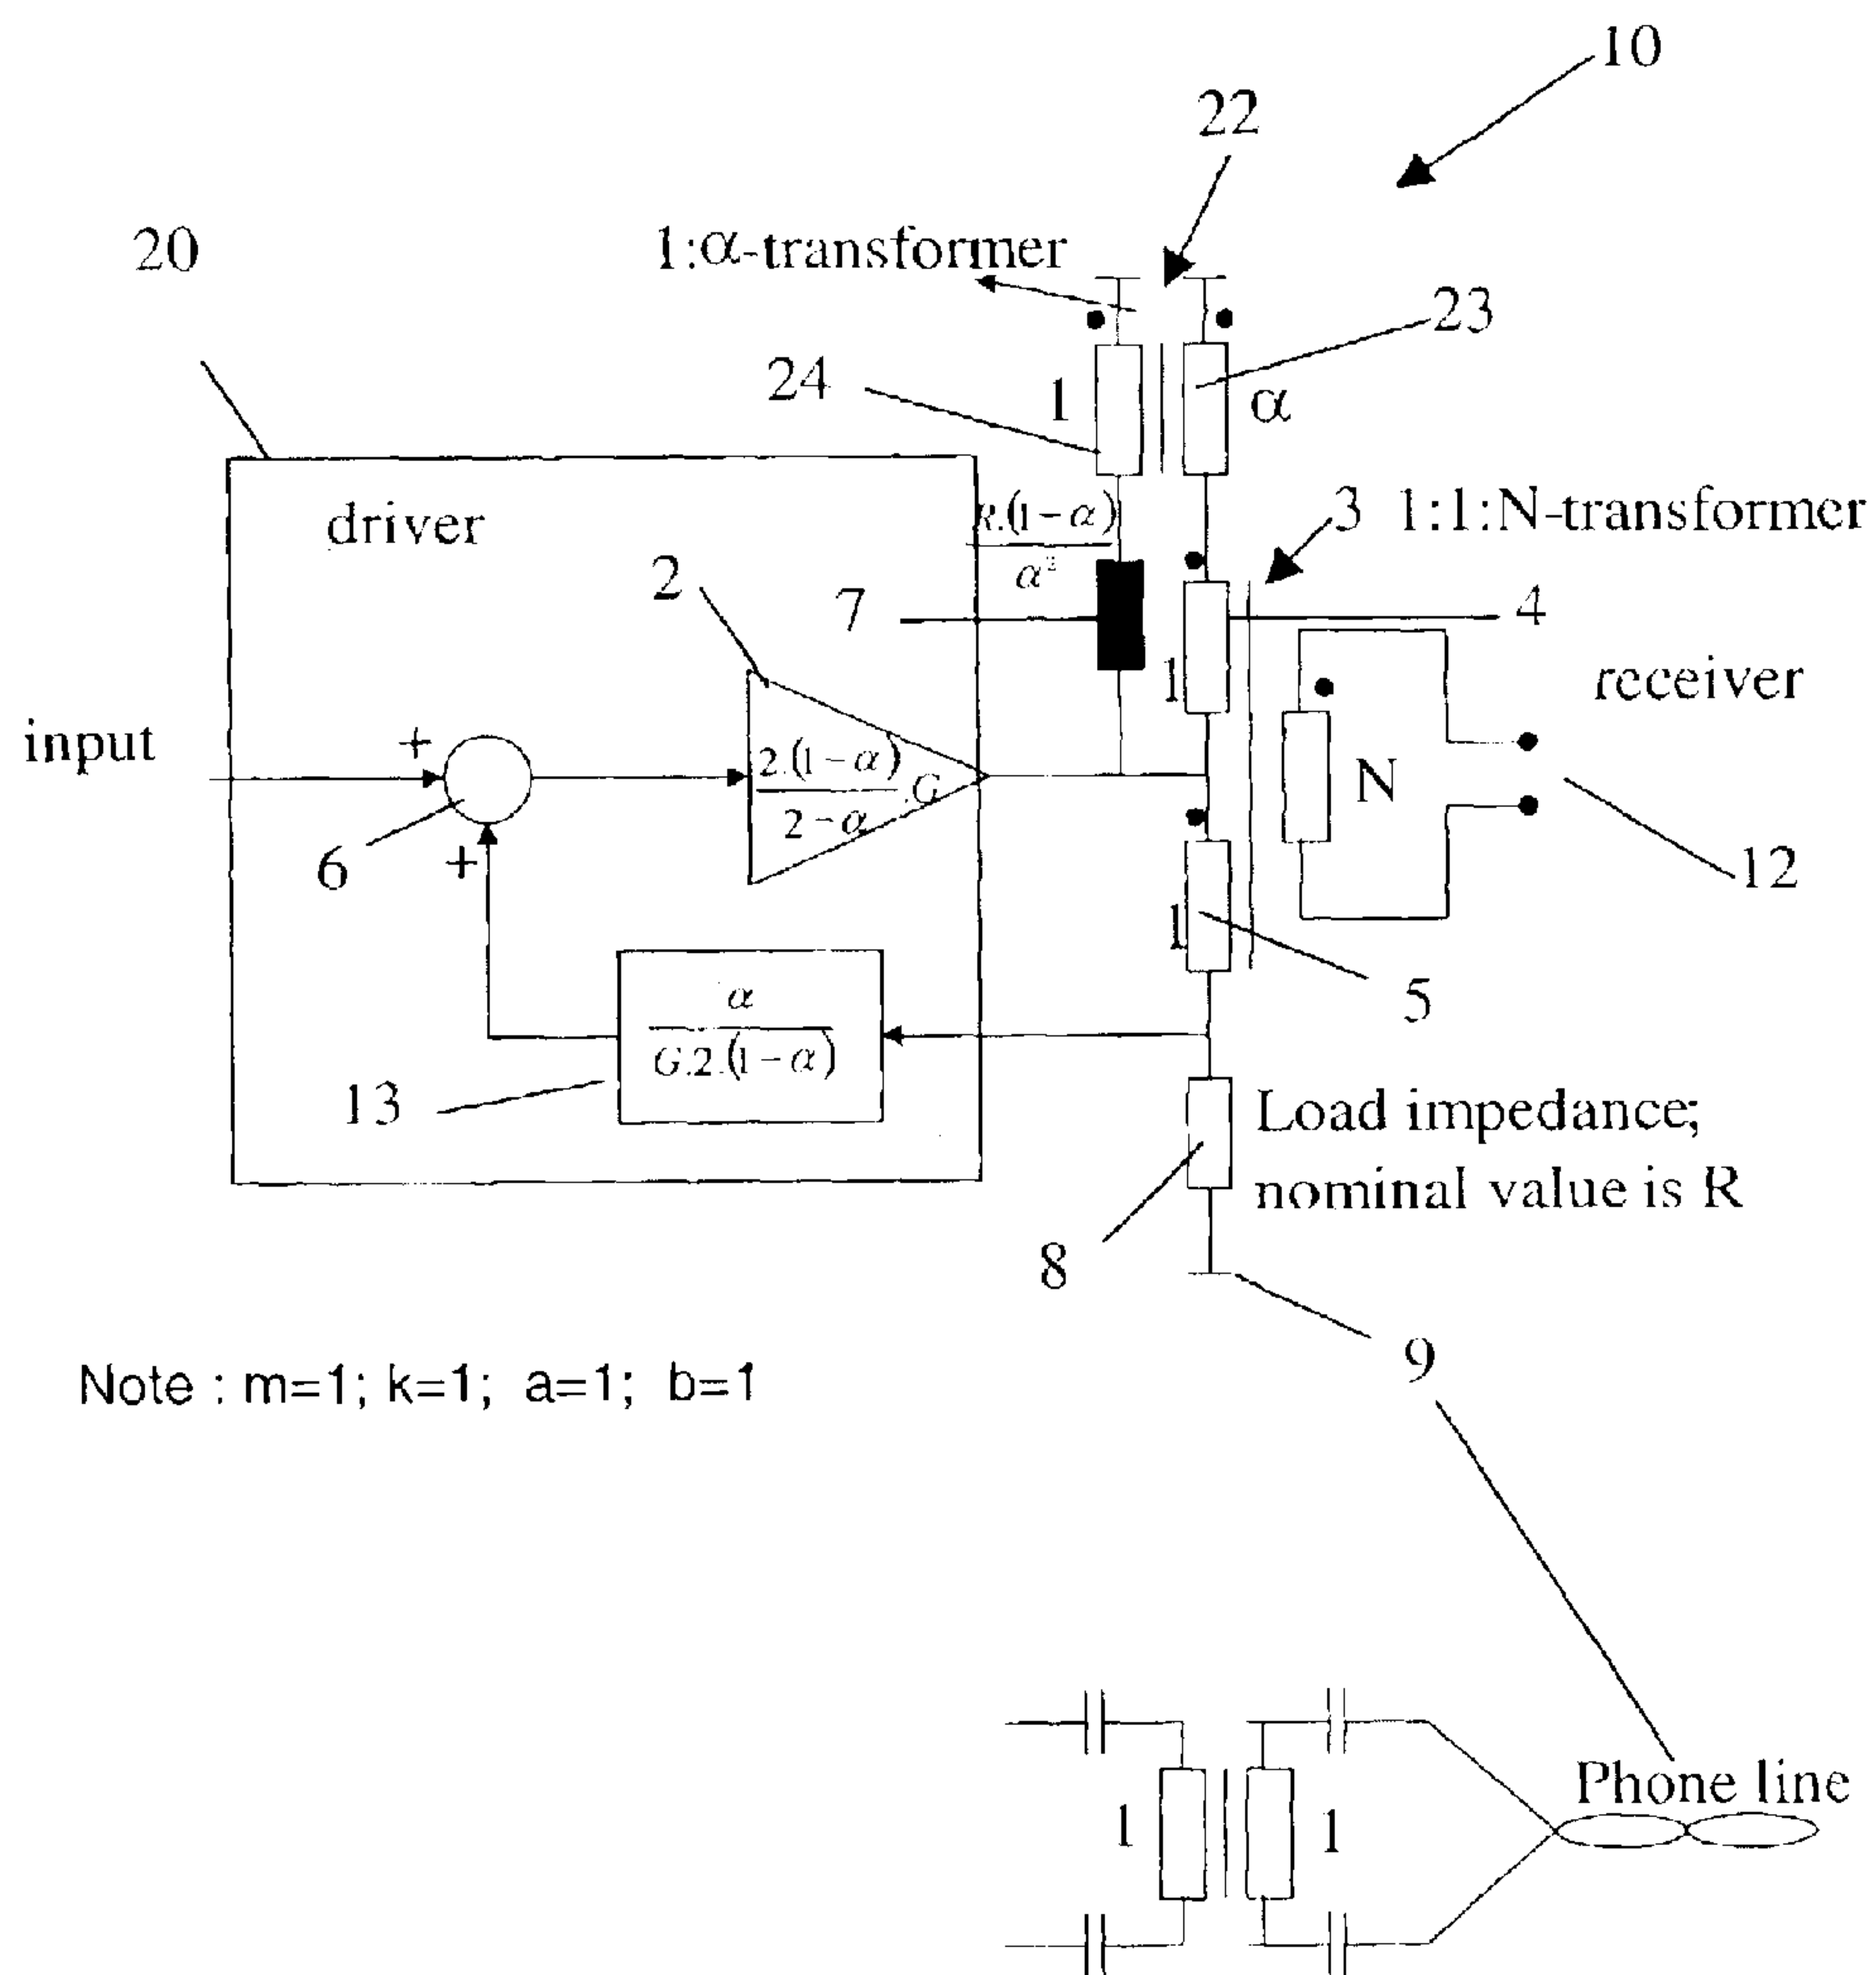 10
22
20
1:α-transformer
23
24
1
α
driver
R.(1-α)
α²
3
1:1:N-transformer
2
7
4
1
receiver
input
+
2.(1-α)
2-α
.G
N
6
+
12
1
5
α
G.2.(1-α)
13
Load impedance;
nominal value is R
8
9
Note : m=1; k=1; a=1; b=1
Phone line
1
1